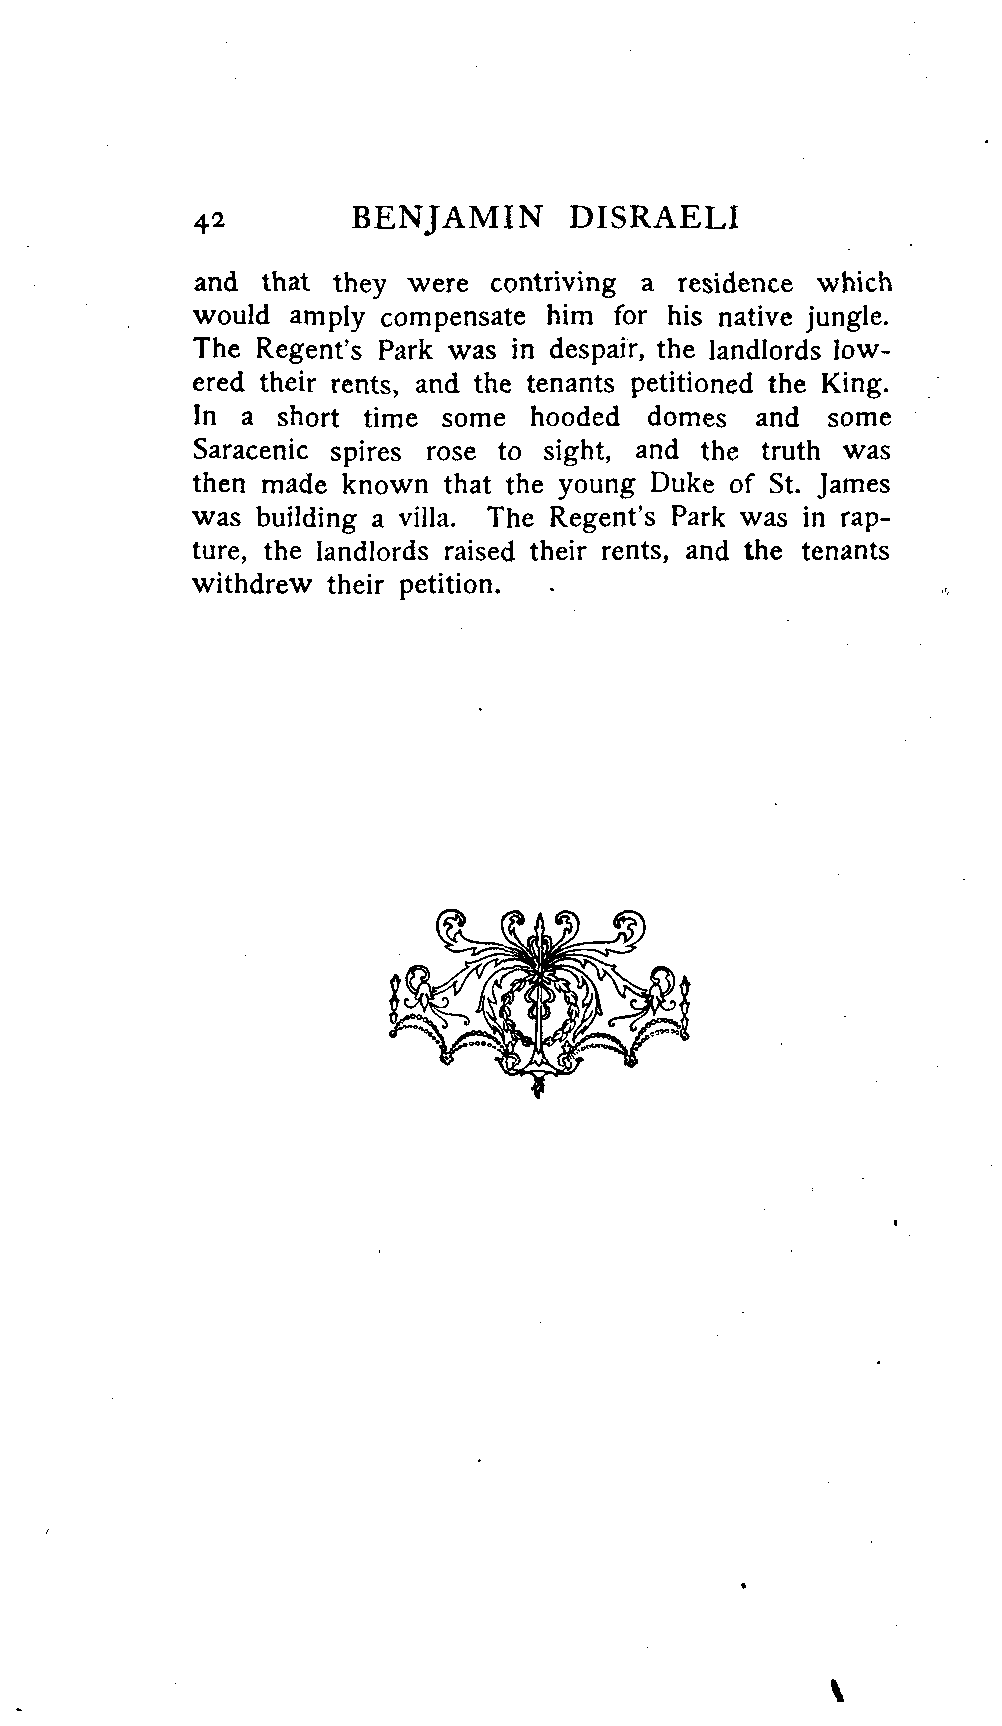 42 BENJAMIN DISRAELI
and that they were contriving a residence which
would amply compensate him for his native jungle.
The Regent's Park was in despair, the landlords low-
ered their rents, and the tenants petitioned the King.
In a short time some hooded domes and some
Saracenic spires rose to sight, and the truth was
then made known that the young Duke of St. James
was building a villa. The Regent's Park was in rap-
ture, the landlords raised their rents, and the tenants
withdrew their petition.